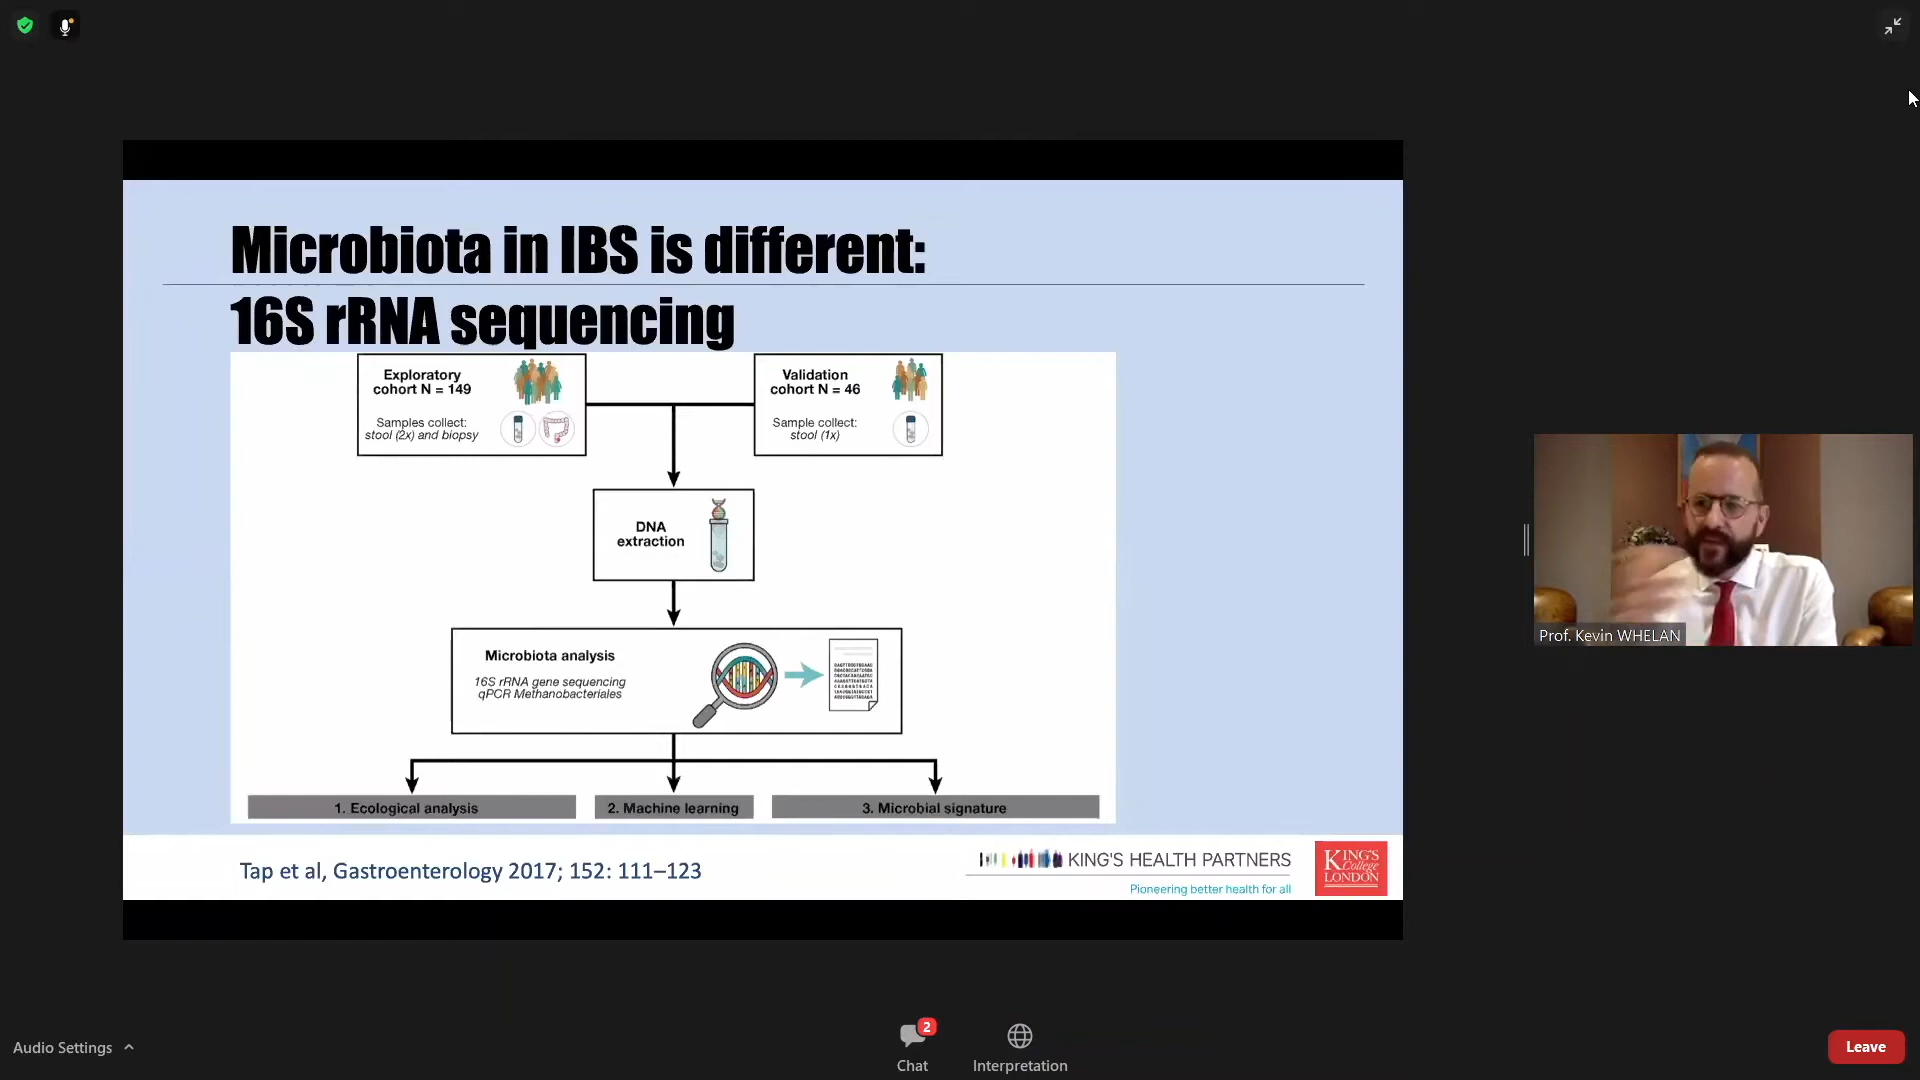 Microbiota in IBS is different:
16S rRNA sequencing
Exploratory
cohort N = 149
Samples collect:
stool (2x) and biopsy
Validation
cohort N = 46
Sample collect:
stool (1x)
DNA
extraction
Microbiota analysis
16S rRNA gene sequencing
qPCR Methanobacteriales
1. Ecological analysis
2. Machine learning
3. Microbial signature
Tap et al, Gastroenterology 2017; 152: 111–123
KING'S HEALTH PARTNERS
Pioneering better health for all
KING'S
College
LONDON
Prof. Kevin WHELAN
Audio Settings
2
Chat
Interpretation
Leave